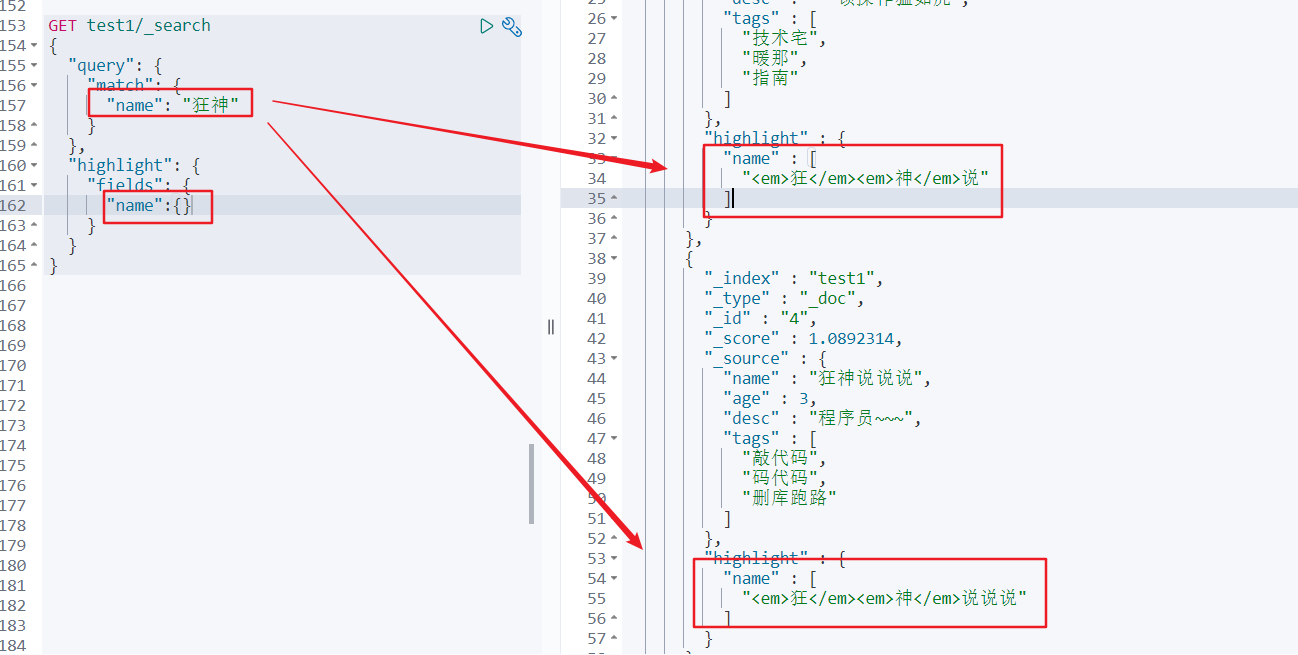 152
153 GET test1/_search
154 {
155 "query": {
156 "match": {
157 "name": "狂神"
158 }
159 },
160 "highlight": {
161 "fields": {
162 "name":{}
163 }
164 }
165 }
166
167
168
169
170
171
172
173
174
175
176
177
178
179
180
181
182
183
184
26 "tags" : [
27 "技术宅",
28 "暖那",
29 "指南"
30 ]
31 },
32 "highlight" : {
33 "name" : [
34 "<em>狂</em><em>神</em>说"
35 ]
36 }
37 },
38 {
39 "_index" : "test1",
40 "_type" : "_doc",
41 "_id" : "4",
42 "_score" : 1.0892314,
43 "_source" : {
44 "name" : "狂神说说说",
45 "age" : 3,
46 "desc" : "程序员~~~",
47 "tags" : [
48 "敲代码",
49 "码代码",
50 "删库跑路"
51 ]
52 },
53 "highlight" : {
54 "name" : [
55 "<em>狂</em><em>神</em>说说说"
56 ]
57 }